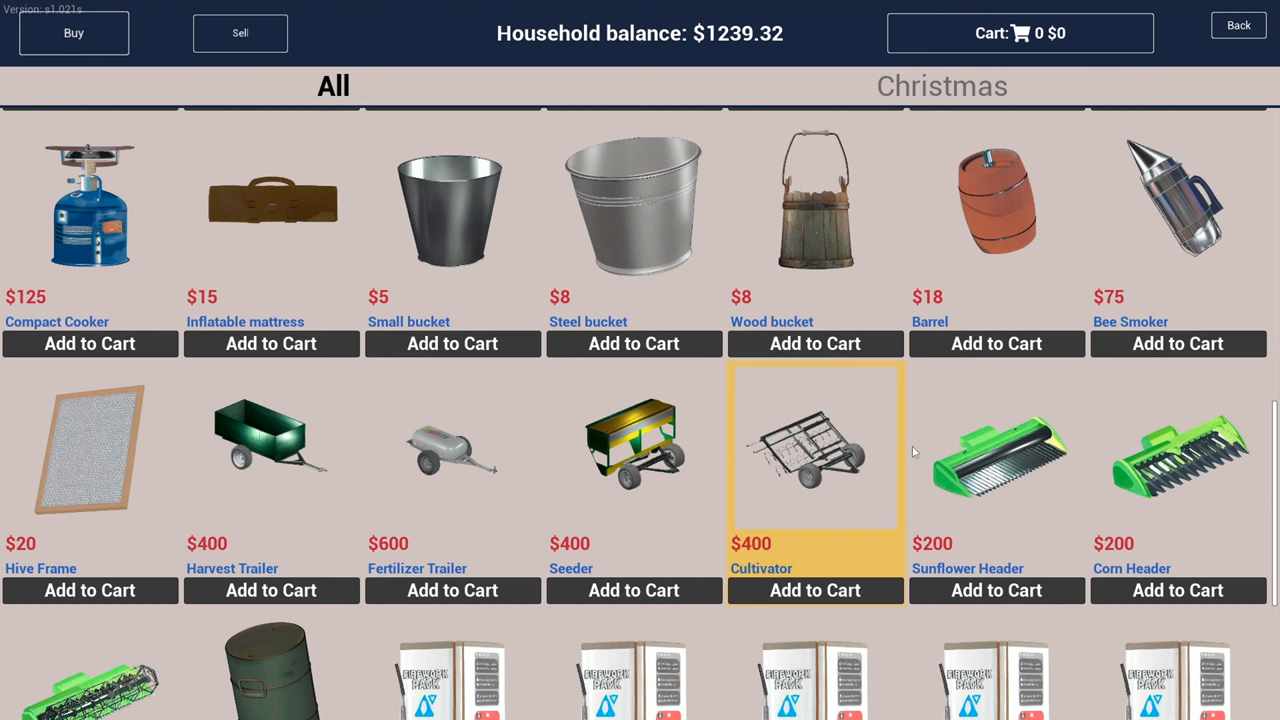 Version: s1.021s
Buy
Sell
Household balance: $1239.32
Cart: 0 $0
Back
All
Christmas
$125
Compact Cooker
Add to Cart
$15
Inflatable mattress
Add to Cart
$5
Small bucket
Add to Cart
$8
Steel bucket
Add to Cart
$8
Wood bucket
Add to Cart
$18
Barrel
Add to Cart
$75
Bee Smoker
Add to Cart
$20
Hive Frame
Add to Cart
$400
Harvest Trailer
Add to Cart
$600
Fertilizer Trailer
Add to Cart
$400
Seeder
Add to Cart
$400
Cultivator
Add to Cart
$200
Sunflower Header
Add to Cart
$200
Corn Header
Add to Cart
FIREWORK
FIREWORK
FIREWORK
FIREWORK
FIREWORK